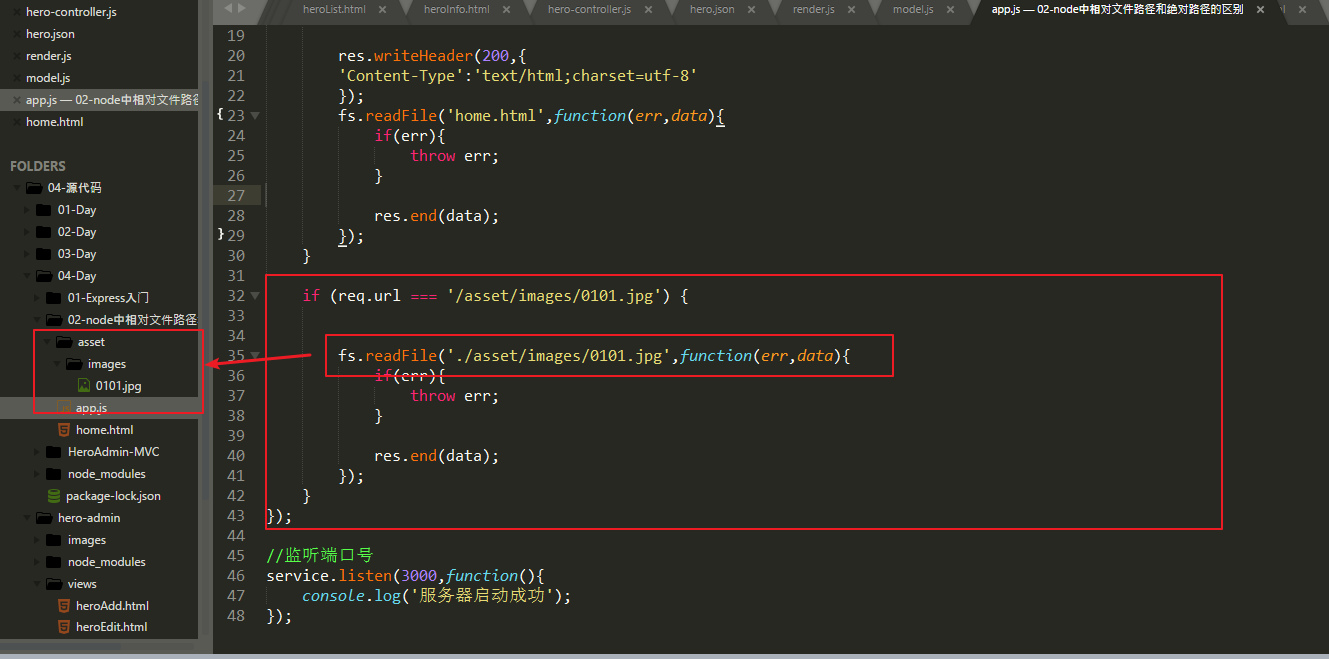 hero-controller.js
hero.json
render.js
model.js
app.js — 02-node中相对文件路径
home.html
FOLDERS
04-源代码
01-Day
02-Day
03-Day
04-Day
01-Express入门
02-node中相对文件路径
asset
images
0101.jpg
app.js
home.html
HeroAdmin-MVC
node_modules
package-lock.json
hero-admin
images
node_modules
views
heroAdd.html
heroEdit.html
heroList.html
heroInfo.html
hero-controller.js
hero.json
render.js
model.js
app.js — 02-node中相对文件路径和绝对路径的区别
19
20 res.writeHeader(200,{
21 'Content-Type':'text/html;charset=utf-8'
22 });
23 fs.readFile('home.html',function(err,data){
24 if(err){
25 throw err;
26 }
27
28 res.end(data);
29 });
30 }
31
32 if (req.url === '/asset/images/0101.jpg') {
33
34
35 fs.readFile('./asset/images/0101.jpg',function(err,data){
36 if(err){
37 throw err;
38 }
39
40 res.end(data);
41 });
42 }
43 });
44
45 //监听端口号
46 service.listen(3000,function(){
47 console.log('服务器启动成功');
48 });